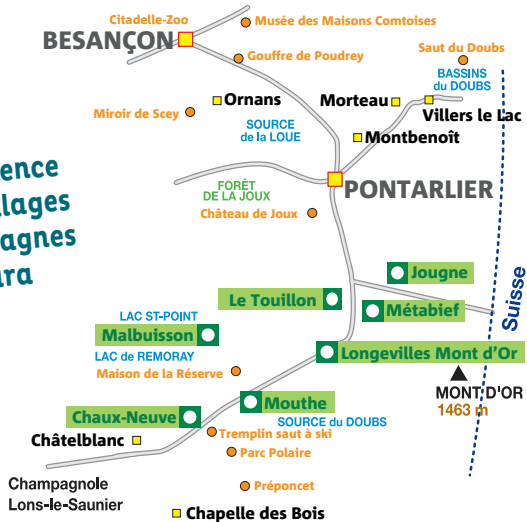 Citadelle-Zoo
Musée des Maisons Comtoises
BESANÇON
Gouffre de Poudrey
Saut du Doubs
BASSINS
du DOUBS
Ornans
Morteau
Miroir de Scey
Villers le Lac
SOURCE
de la LOUE
Montbenoît
ence
lages
agnes
ra
FORÊT
DE LA JOUX
PONTARLIER
Château de Joux
Jougne
Suisse
Le Touillon
Métabief
LAC ST-POINT
Malbuisson
LAC de REMORAY
Longevilles Mont d'Or
Maison de la Réserve
MONT D'OR
1463 m
Mouthe
Chaux-Neuve
SOURCE du DOUBS
Tremplin saut à ski
Châtelblanc
Parc Polaire
Champagnole
Lons-le-Saunier
Préponcet
Chapelle des Bois